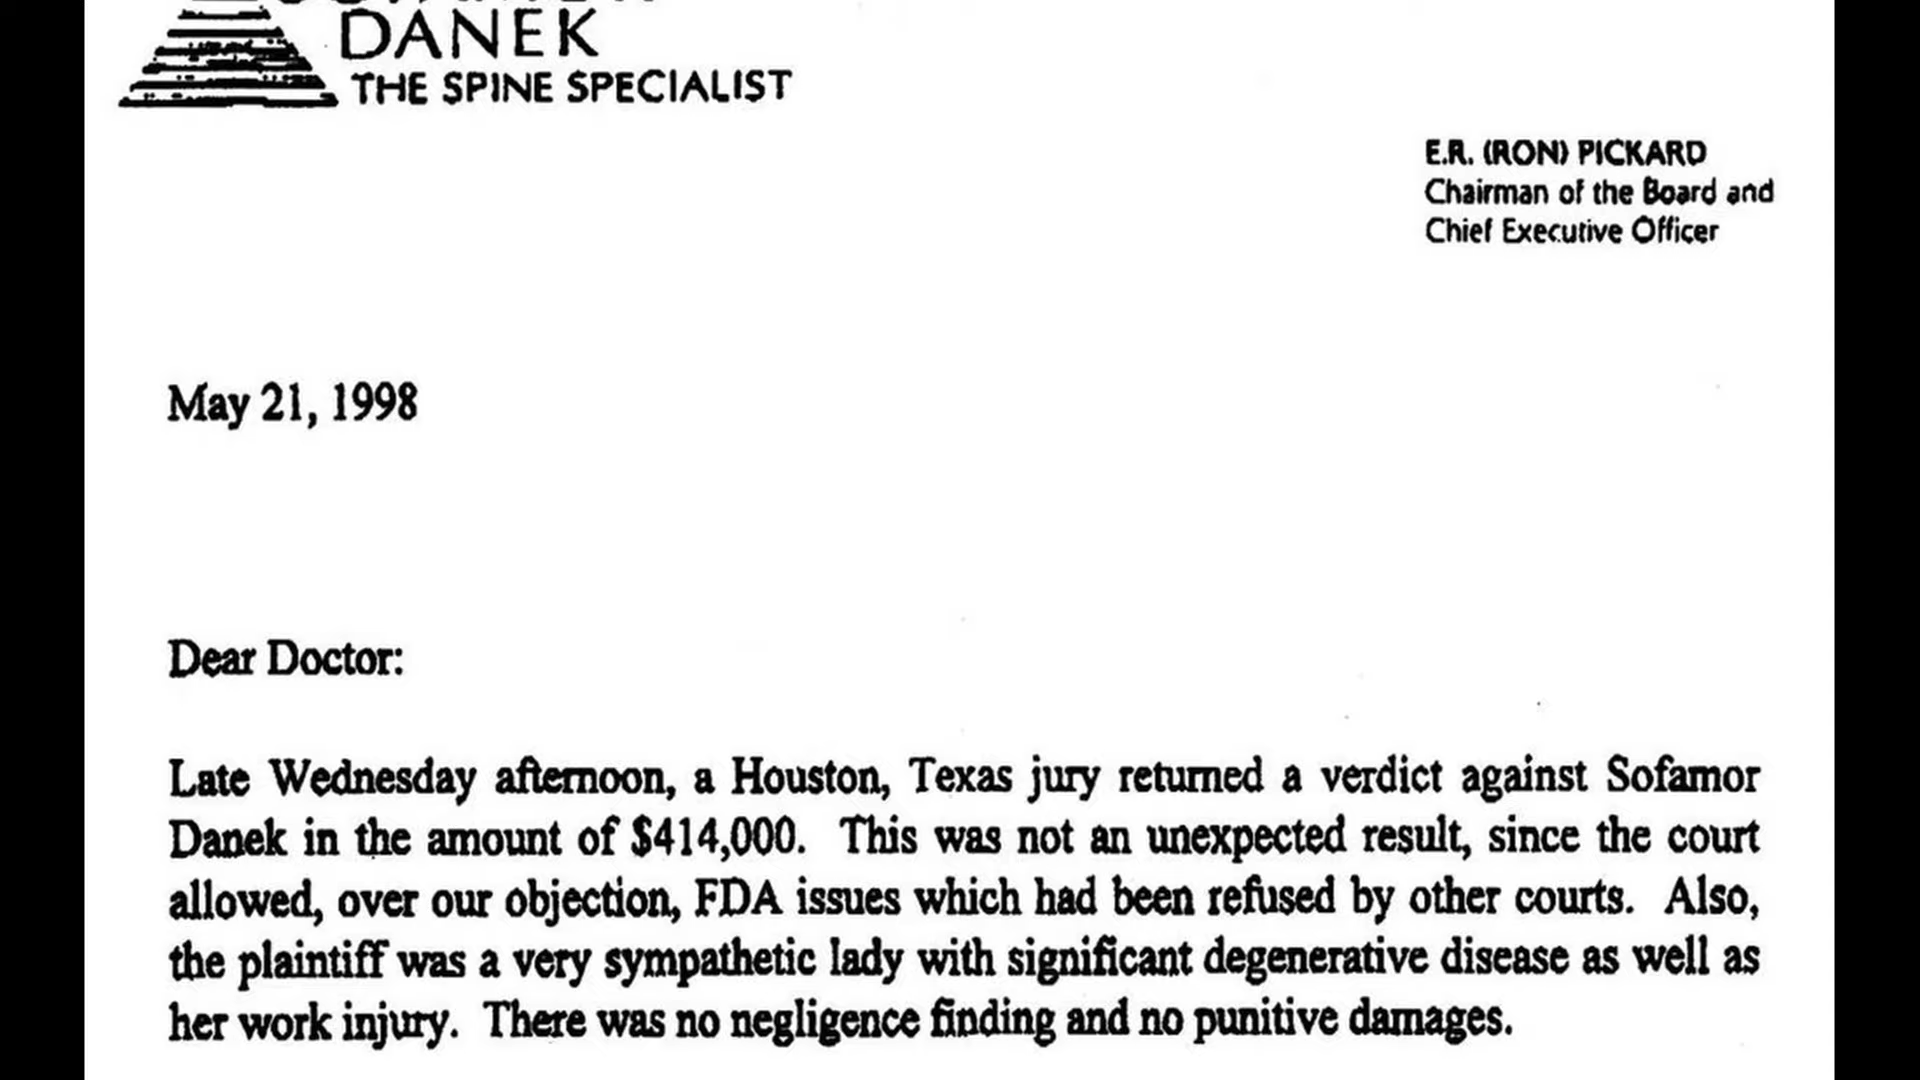 DANEK
THE SPINE SPECIALIST
E.R. (RON) PICKARD
Chairman of the Board and
Chief Executive Officer
May 21, 1998
Dear Doctor:
Late Wednesday afternoon, a Houston, Texas jury returned a verdict against Sofamor
Danek in the amount of $414,000. This was not an unexpected result, since the court
allowed, over our objection, FDA issues which had been refused by other courts. Also,
the plaintiff was a very sympathetic lady with significant degenerative disease as well as
her work injury. There was no negligence finding and no punitive damages.